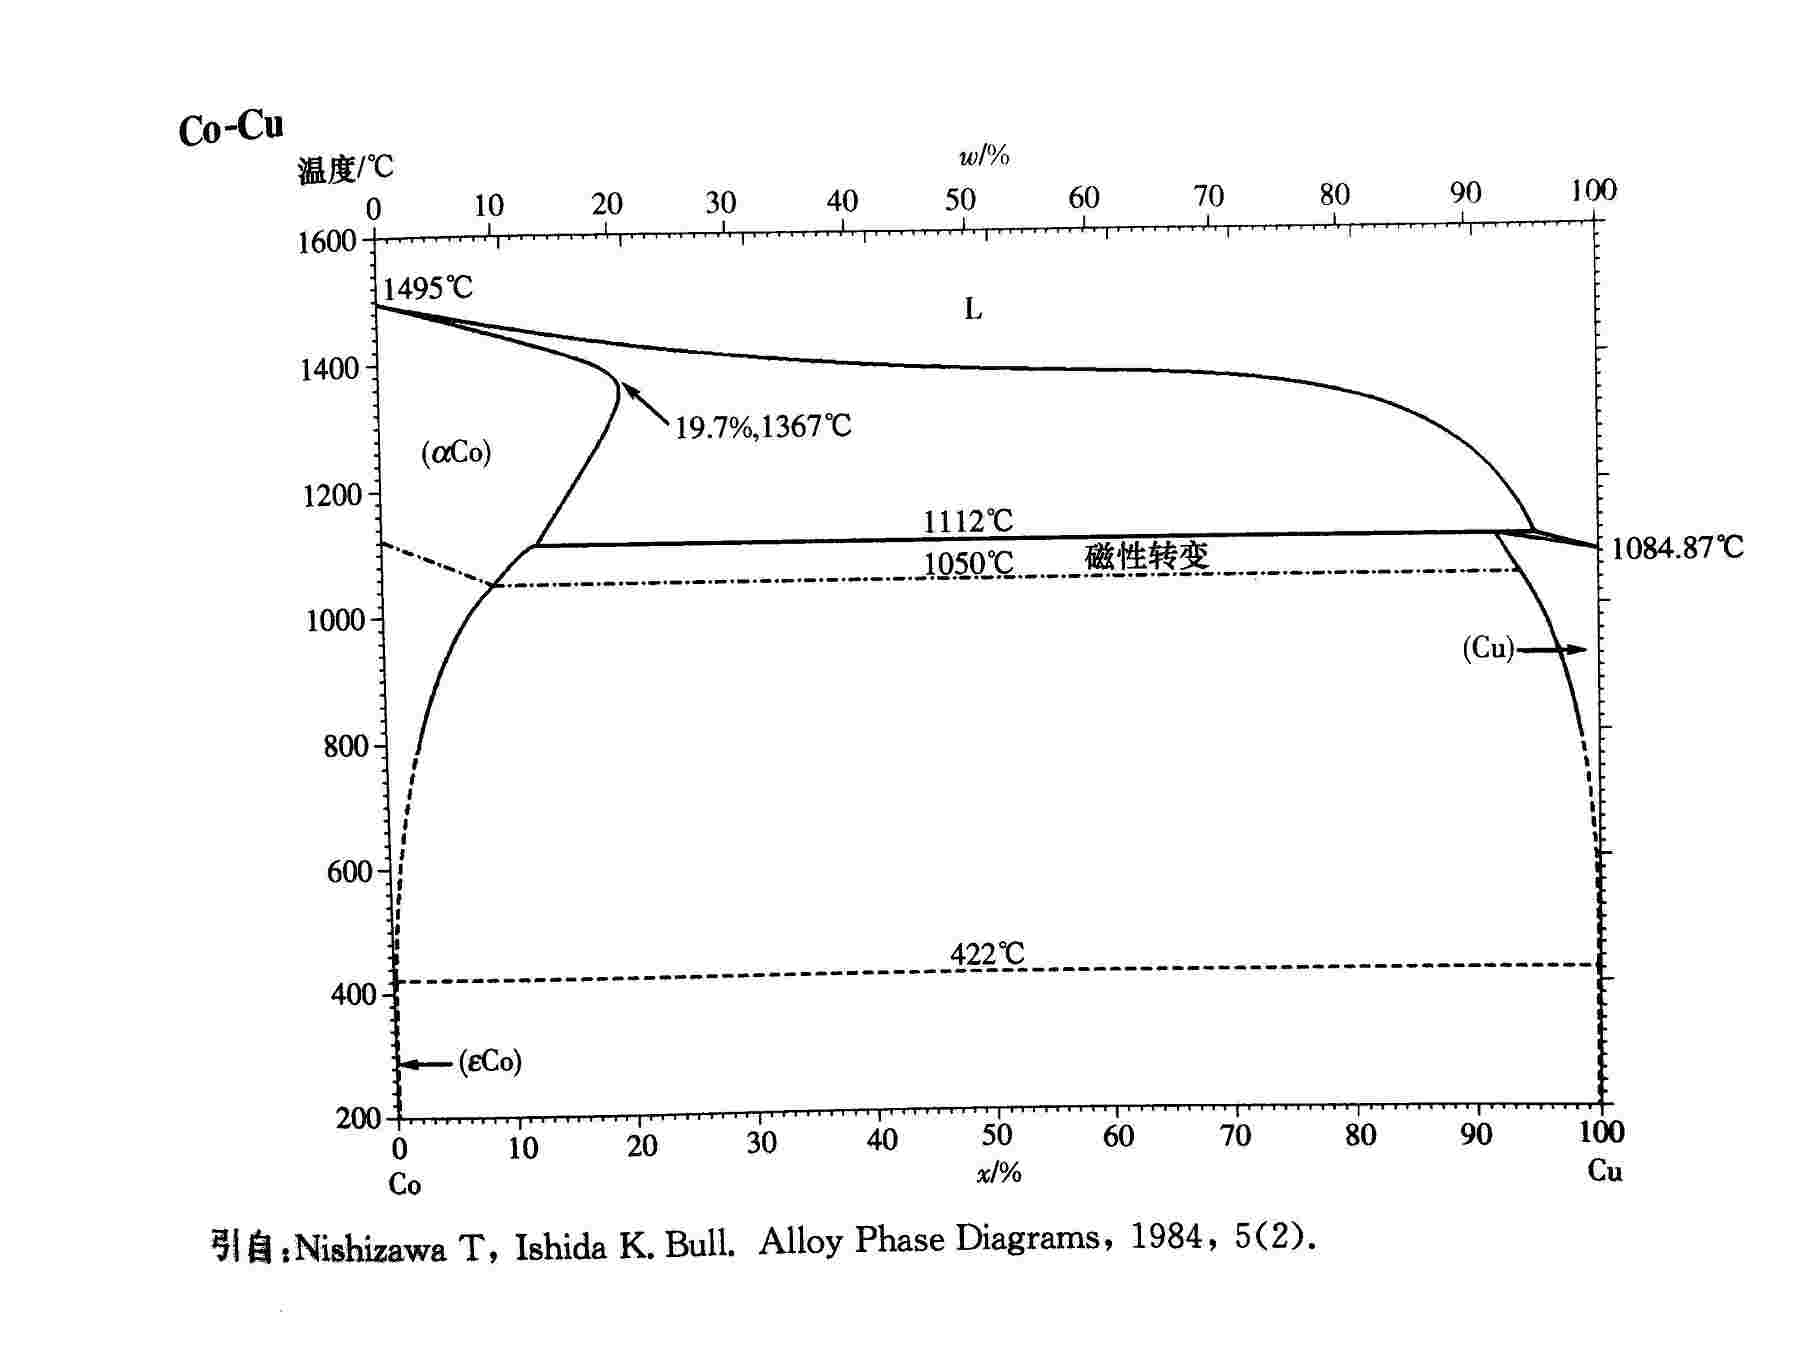 Co-Cu
温度/℃
w/%
0 10 20 30 40 50 60 70 80 90 100
1600
1495℃
L
1400
19.7%,1367℃
(αCo)
1200
1112℃
1050℃ 磁性转变
1084.87℃
1000
(Cu)
800
600
422℃
400
(εCo)
200
0 10 20 30 40 50 60 70 80 90 100
Co x/% Cu
引自:Nishizawa T, Ishida K. Bull. Alloy Phase Diagrams, 1984, 5(2).